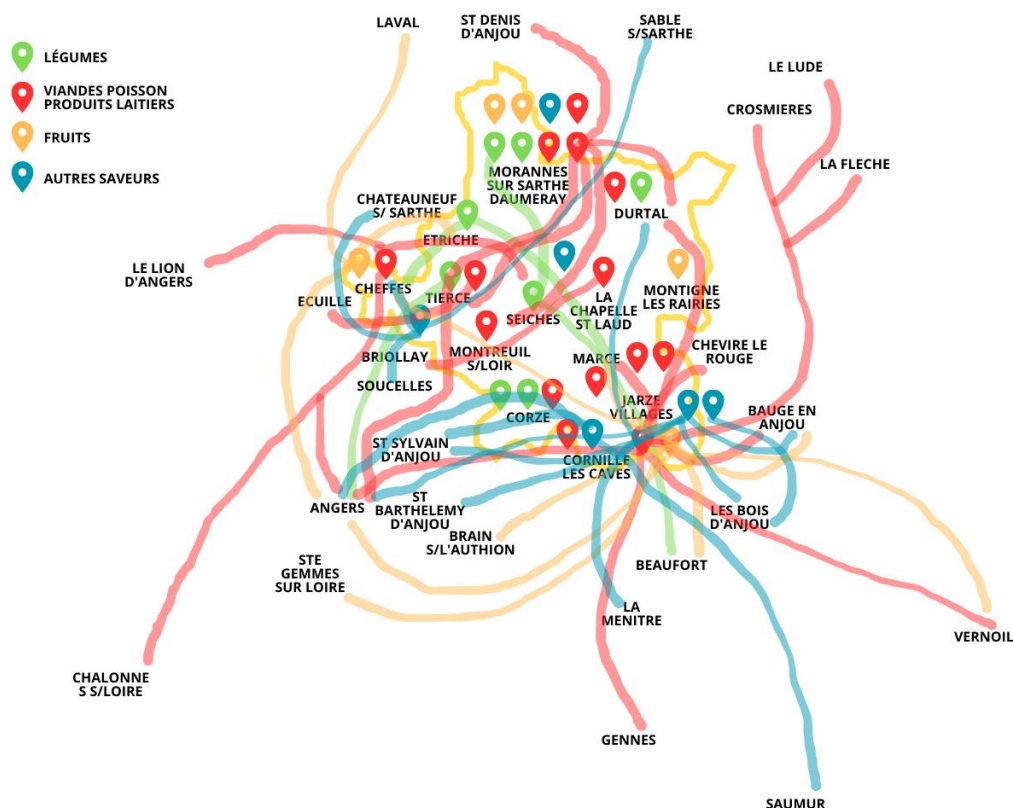 LAVAL
ST DENIS
D'ANJOU
SABLE
S/SARTHE
LÉGUMES
VIANDES POISSON
PRODUITS LAITIERS
FRUITS
AUTRES SAVEURS
LE LUDE
CROSMIERES
LA FLECHE
MORANNES
SUR SARTHE
DAUMERAY
CHATEAUNEUF
S/ SARTHE
DURTAL
ETRICHE
LE LION
D'ANGERS
CHEFFES
ECUILLE
TIERCE
SEICHES
LA
CHAPELLE
ST LAUD
MONTIGNE
LES RAIRIES
BRIOLLAY
MONTREUIL
S/LOIR
MARCE
CHEVIRE LE
ROUGE
SOUCELLES
JARZE
VILLAGES
CORZE
BAUGE EN
ANJOU
ST SYLVAIN
D'ANJOU
CORNILLE
LES CAVES
ANGERS
ST
BARTHELEMY
D'ANJOU
LES BOIS
D'ANJOU
BRAIN
S/L'AUTHION
STE
GEMMES
SUR LOIRE
BEAUFORT
LA
MENITRE
VERNOIL
CHALONNE
S S/LOIRE
GENNES
SAUMUR